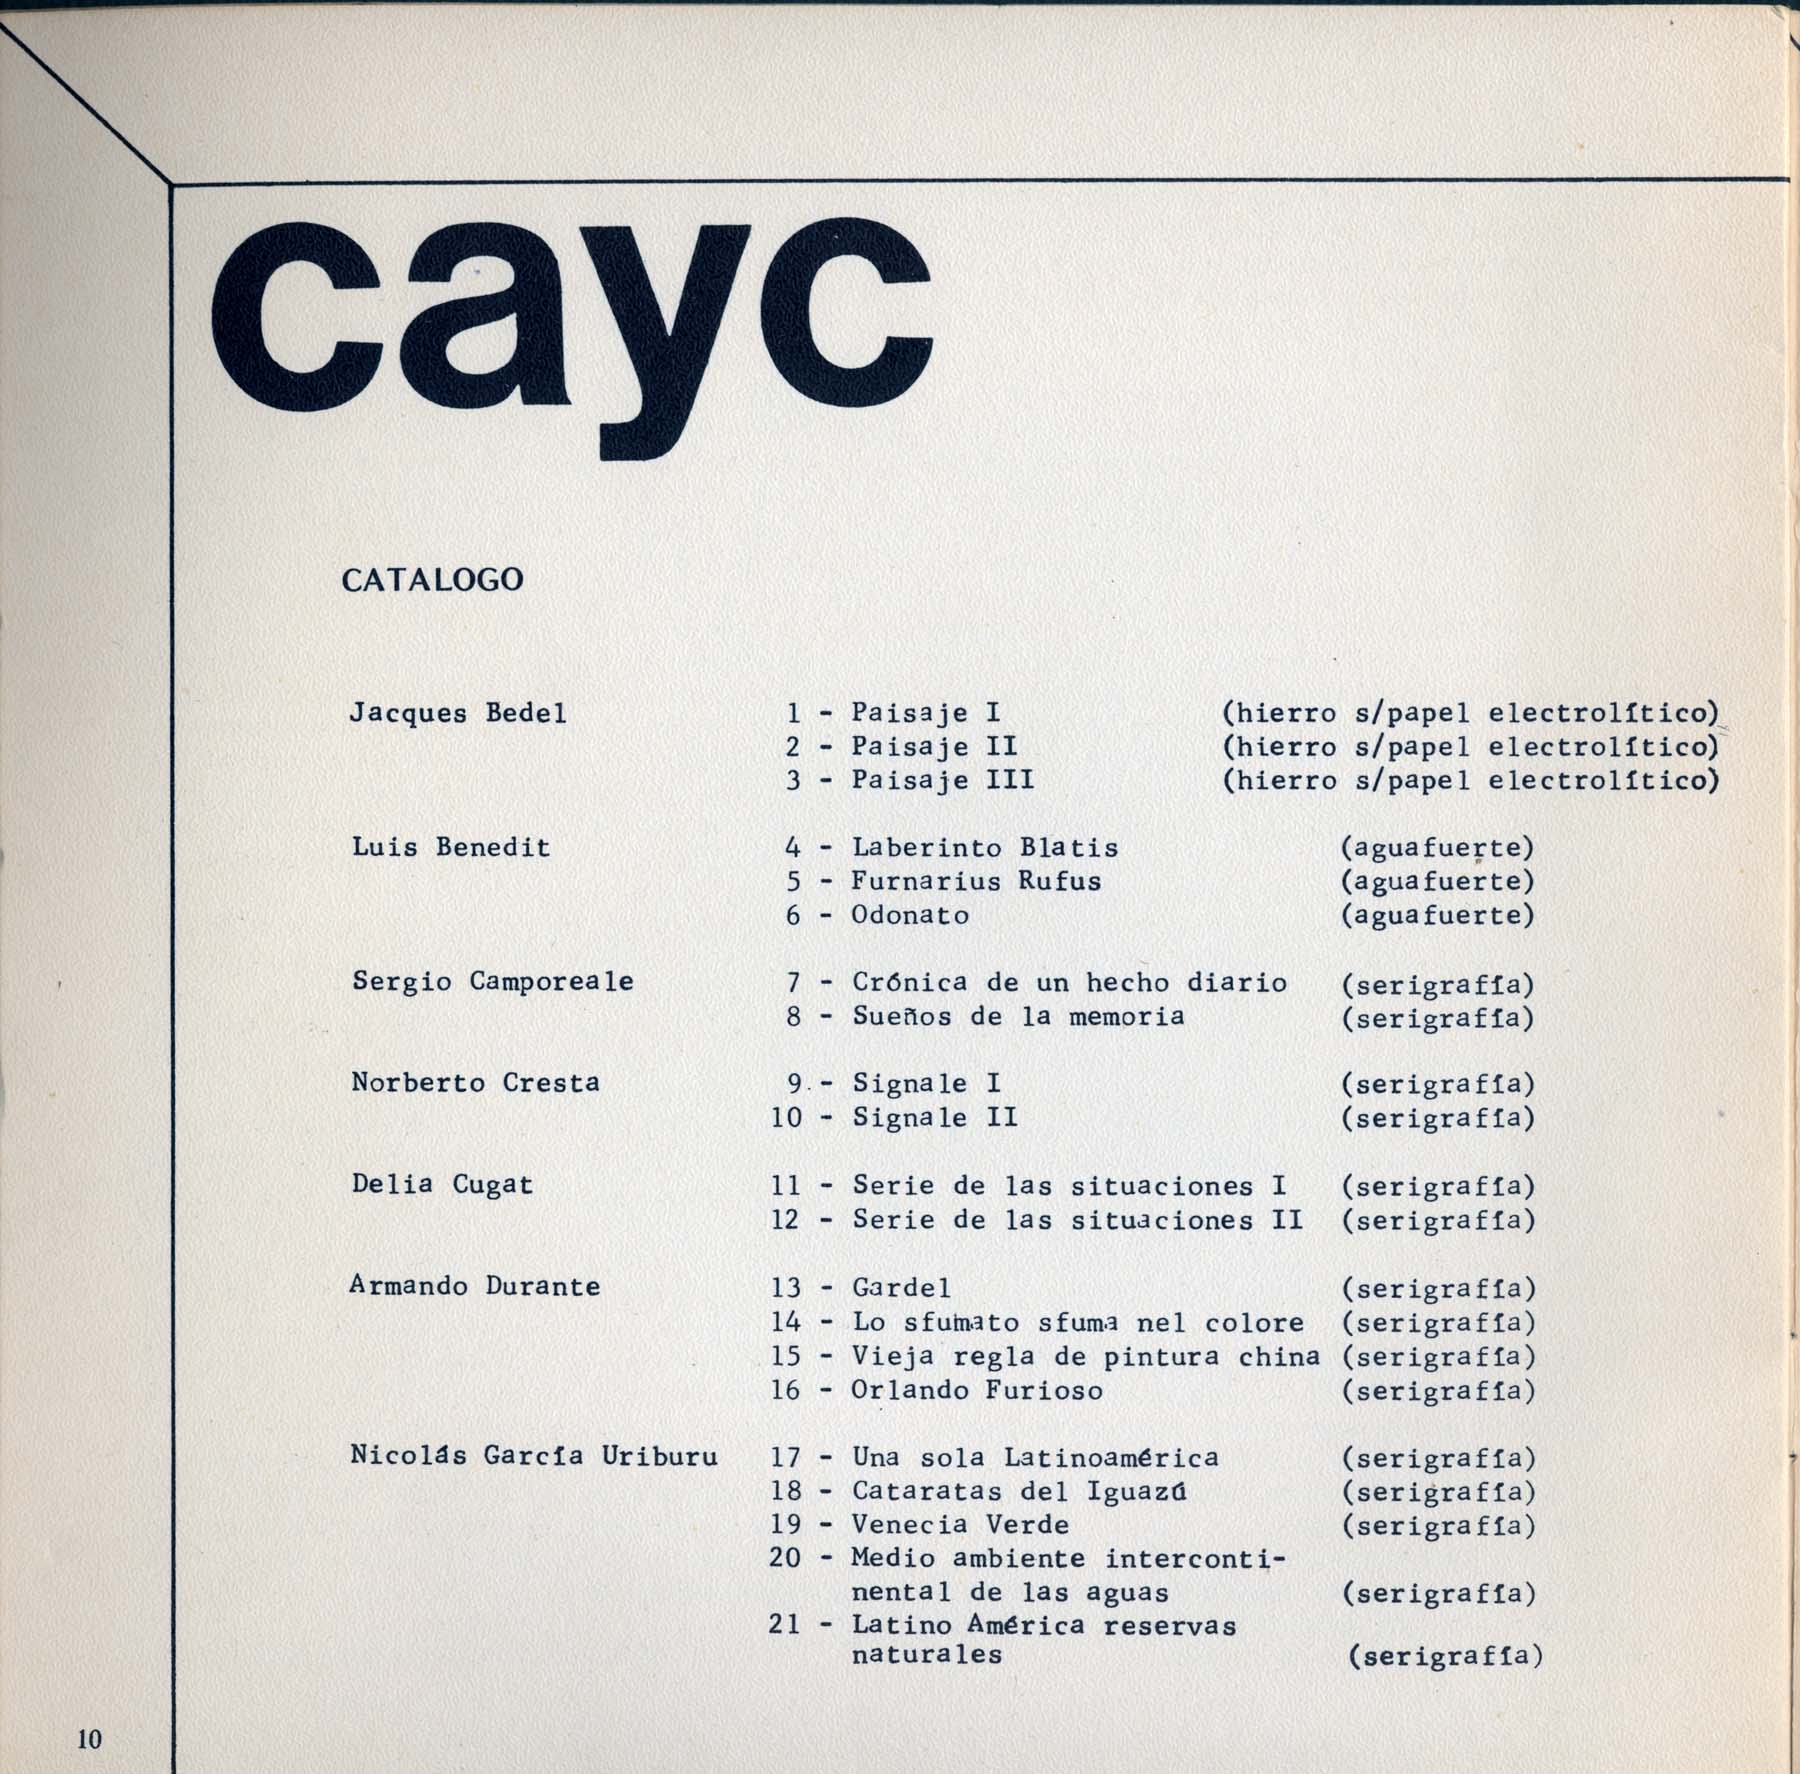 cayc
CATALOGO
Jacques Bedel 1 - Paisaje I (hierro s/papel electrolítico)
2 - Paisaje II (hierro s/papel electrolítico)
3 - Paisaje III (hierro s/papel electrolítico)
Luis Benedit 4 - Laberinto Blatis (aguafuerte)
5 - Furnarius Rufus (aguafuerte)
6 - Odonato (aguafuerte)
Sergio Camporeale 7 - Crónica de un hecho diario (serigrafía)
8 - Sueños de la memoria (serigrafía)
Norberto Cresta 9 - Signale I (serigrafía)
10 - Signale II (serigrafía)
Delia Cugat 11 - Serie de las situaciones I (serigrafía)
12 - Serie de las situaciones II (serigrafía)
Armando Durante 13 - Gardel (serigrafía)
14 - Lo sfumato sfuma nel colore (serigrafía)
15 - Vieja regla de pintura china (serigrafía)
16 - Orlando Furioso (serigrafía)
Nicolás García Uriburu 17 - Una sola Latinoamérica (serigrafía)
18 - Cataratas del Iguazú (serigrafía)
19 - Venecia Verde (serigrafía)
20 - Medio ambiente interconti-
nental de las aguas (serigrafía)
21 - Latino América reservas
naturales (serigrafía)
10